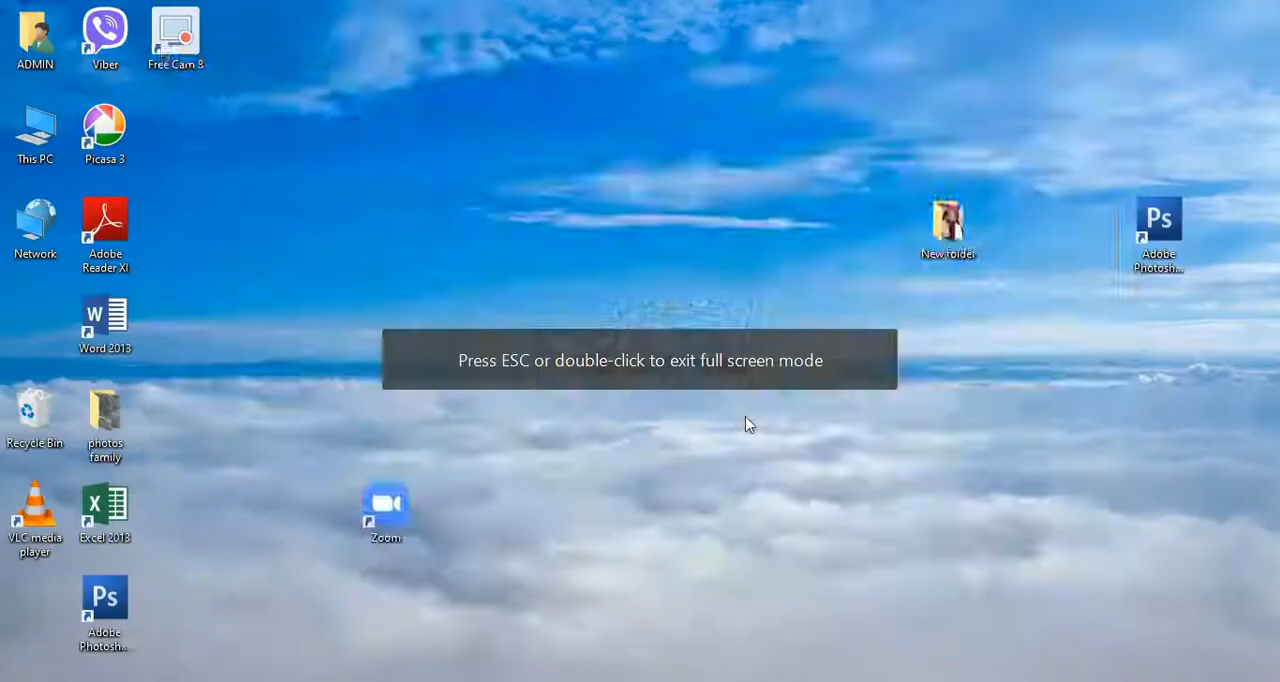 ADMIN
Viber
Free Cam 8
This PC
Picasa 3
Network
Adobe
Reader XI
New folder
Ps
Adobe
Photosh...
W
Word 2013
Press ESC or double-click to exit full screen mode
Recycle Bin
photos
family
VLC media
player
X
Excel 2013
Zoom
Ps
Adobe
Photosh...